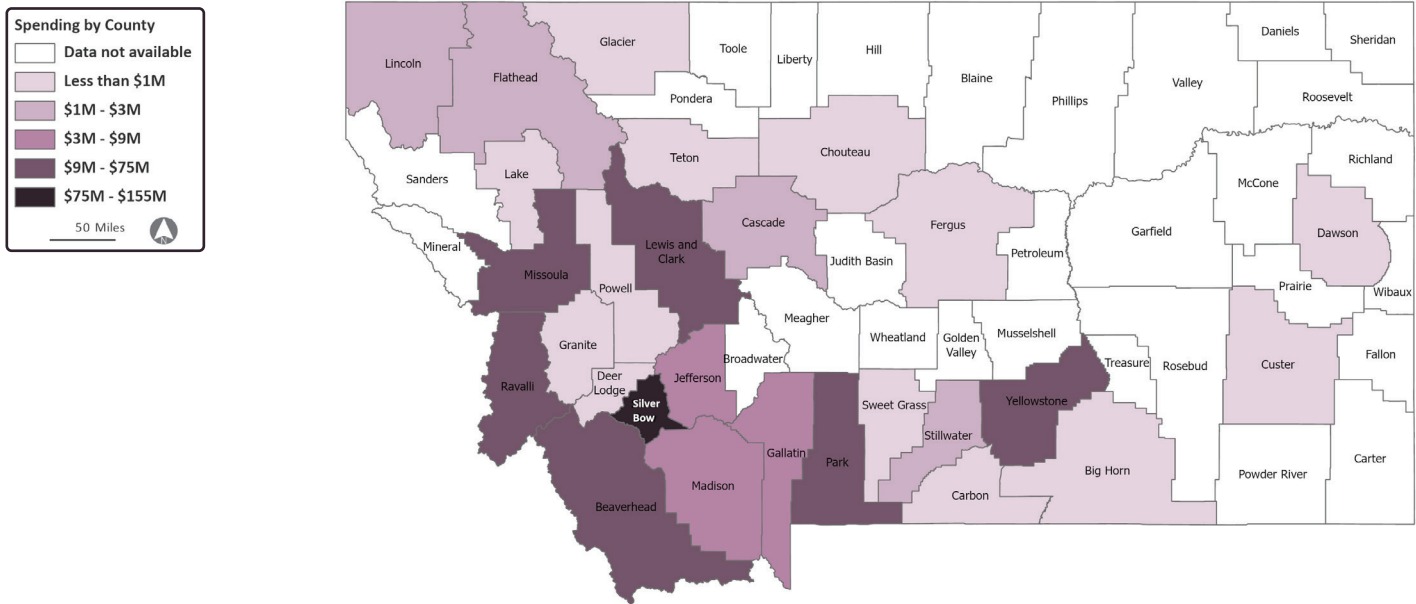 Spending by County
Data not available
Less than $1M
$1M - $3M
$3M - $9M
$9M - $75M
$75M - $155M
50 Miles
N
Lincoln
Flathead
Glacier
Toole
Liberty
Hill
Blaine
Phillips
Valley
Daniels
Sheridan
Roosevelt
Pondera
Teton
Chouteau
Sanders
Lake
Mineral
Missoula
Powell
Lewis and
Clark
Cascade
Judith Basin
Fergus
Petroleum
Garfield
McCone
Richland
Dawson
Prairie
Wibaux
Granite
Deer
Lodge
Silver
Bow
Jefferson
Broadwater
Meagher
Wheatland
Golden
Valley
Musselshell
Treasure
Rosebud
Custer
Fallon
Ravalli
Beaverhead
Madison
Gallatin
Park
Sweet Grass
Stillwater
Yellowstone
Carbon
Big Horn
Powder River
Carter